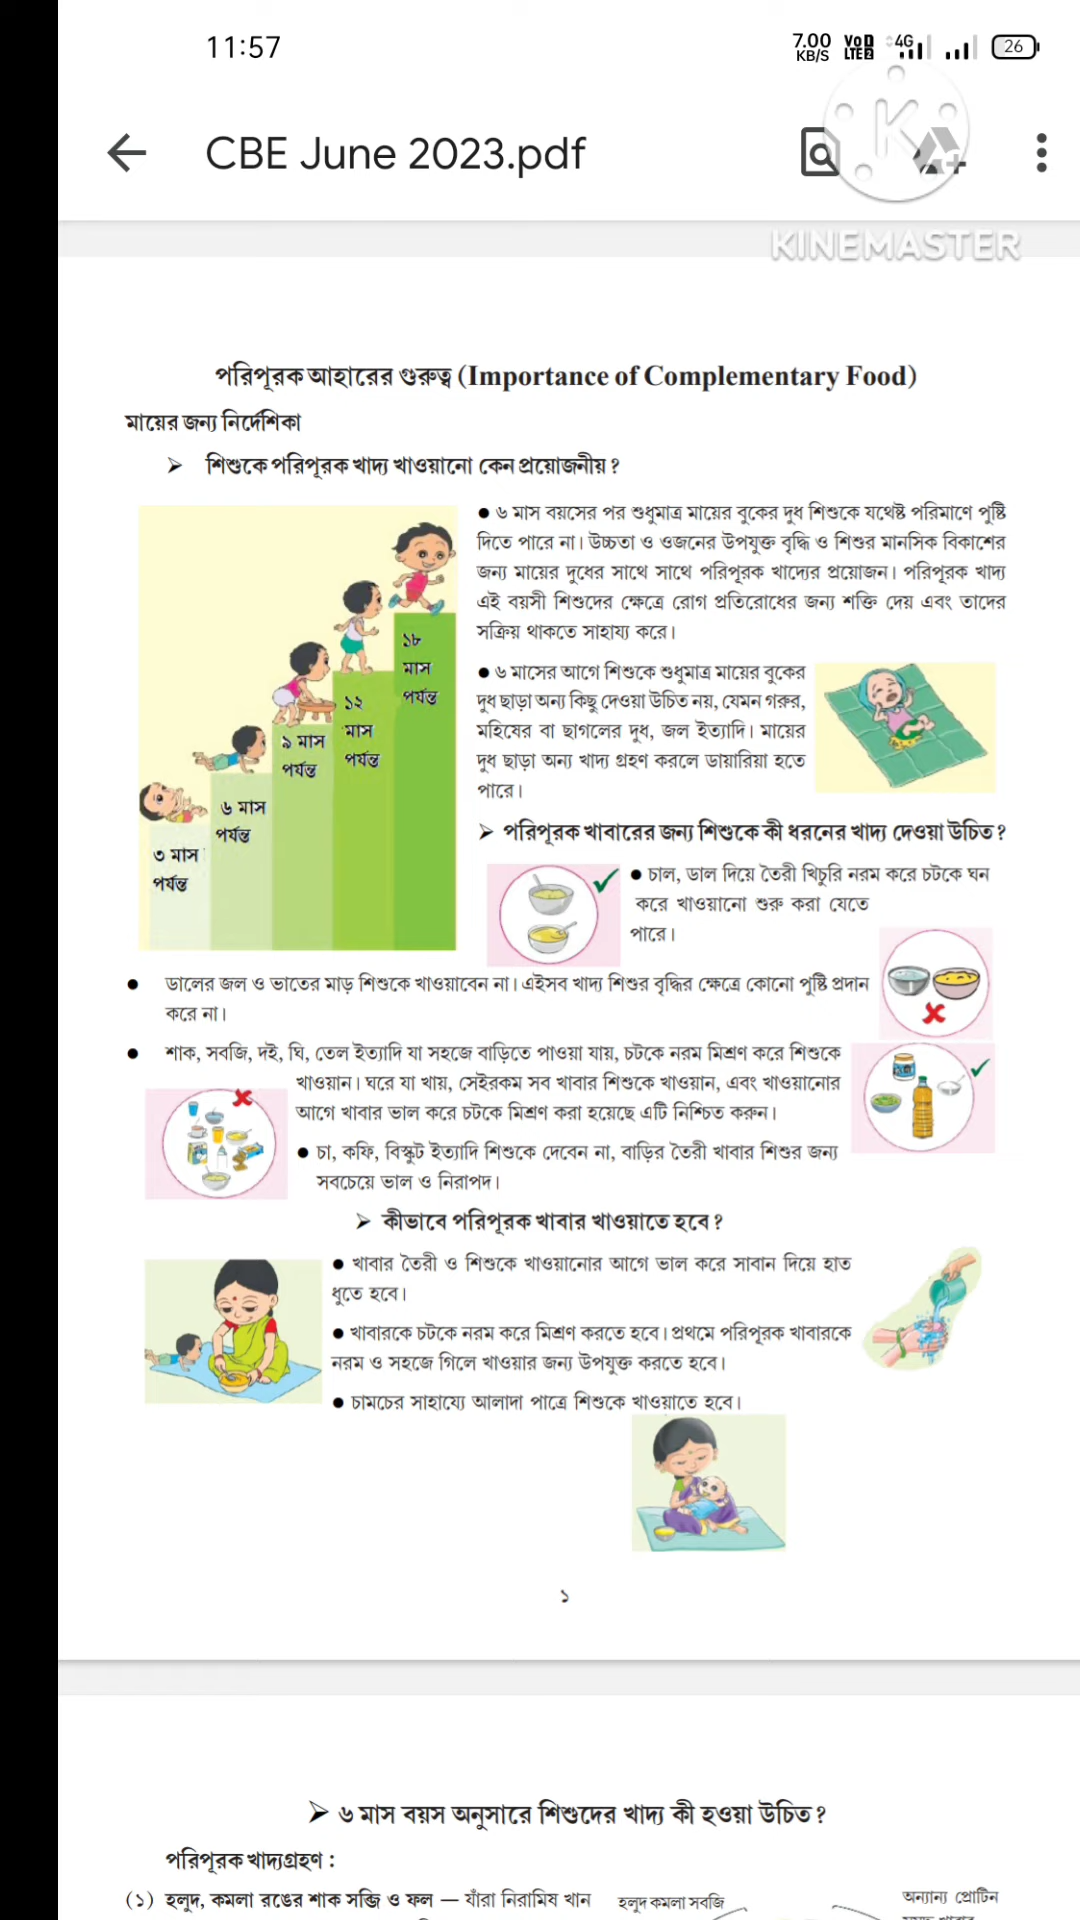 11:57
7.00 KB/S
VoD LTE2
4G
26
CBE June 2023.pdf
KINEMASTER
পরিপূরক আহারের গুরুত্ব (Importance of Complementary Food)
মায়ের জন্য নির্দেশিকা
➢ শিশুকে পরিপূরক খাদ্য খাওয়ানো কেন প্রয়োজনীয় ?
● ৬ মাস বয়সের পর শুধুমাত্র মায়ের বুকের দুধ শিশুকে যথেষ্ট পরিমাণে পুষ্টি
দিতে পারে না। উচ্চতা ও ওজনের উপযুক্ত বৃদ্ধি ও শিশুর মানসিক বিকাশের
জন্য মায়ের দুধের সাথে সাথে পরিপূরক খাদ্যের প্রয়োজন। পরিপূরক খাদ্য
এই বয়সী শিশুদের ক্ষেত্রে রোগ প্রতিরোধের জন্য শক্তি দেয় এবং তাদের
সক্রিয় থাকতে সাহায্য করে।
১৮
মাস
পর্যন্ত
১২
মাস
পর্যন্ত
৯ মাস
পর্যন্ত
৬ মাস
পর্যন্ত
৩ মাস
পর্যন্ত
● ৬ মাসের আগে শিশুকে শুধুমাত্র মায়ের বুকের
দুধ ছাড়া অন্য কিছু দেওয়া উচিত নয়, যেমন গরুর,
মহিষের বা ছাগলের দুধ, জল ইত্যাদি। মায়ের
দুধ ছাড়া অন্য খাদ্য গ্রহণ করলে ডায়ারিয়া হতে
পারে।
➢ পরিপূরক খাবারের জন্য শিশুকে কী ধরনের খাদ্য দেওয়া উচিত ?
● চাল, ডাল দিয়ে তৈরী খিচুরি নরম করে চটকে ঘন
করে খাওয়ানো শুরু করা যেতে
পারে।
● ডালের জল ও ভাতের মাড় শিশুকে খাওয়াবেন না। এইসব খাদ্য শিশুর বৃদ্ধির ক্ষেত্রে কোনো পুষ্টি প্রদান
করে না।
● শাক, সবজি, দই, ঘি, তেল ইত্যাদি যা সহজে বাড়িতে পাওয়া যায়, চটকে নরম মিশ্রণ করে শিশুকে
খাওয়ান। ঘরে যা খায়, সেইরকম সব খাবার শিশুকে খাওয়ান, এবং খাওয়ানোর
আগে খাবার ভাল করে চটকে মিশ্রণ করা হয়েছে এটি নিশ্চিত করুন।
● চা, কফি, বিস্কুট ইত্যাদি শিশুকে দেবেন না, বাড়ির তৈরী খাবার শিশুর জন্য
সবচেয়ে ভাল ও নিরাপদ।
➢ কীভাবে পরিপূরক খাবার খাওয়াতে হবে ?
● খাবার তৈরী ও শিশুকে খাওয়ানোর আগে ভাল করে সাবান দিয়ে হাত
ধুতে হবে।
● খাবারকে চটকে নরম করে মিশ্রণ করতে হবে। প্রথমে পরিপূরক খাবারকে
নরম ও সহজে গিলে খাওয়ার জন্য উপযুক্ত করতে হবে।
● চামচের সাহায্যে আলাদা পাত্রে শিশুকে খাওয়াতে হবে।
১
➢ ৬ মাস বয়স অনুসারে শিশুদের খাদ্য কী হওয়া উচিত ?
পরিপূরক খাদ্যগ্রহণ :
(১) হলুদ, কমলা রঙের শাক সব্জি ও ফল — যাঁরা নিরামিষ খান
হলুদ কমলা সবজি
অন্যান্য প্রোটিন